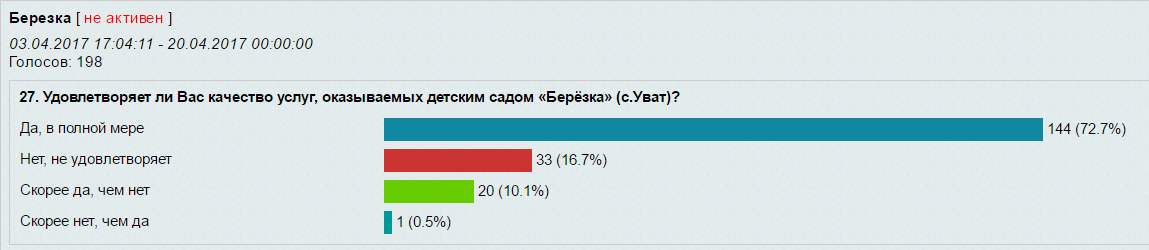 Березка [ не активен ]
03.04.2017 17:04:11 - 20.04.2017 00:00:00
Голосов: 198
27. Удовлетворяет ли Вас качество услуг, оказываемых детским садом «Берёзка» (с.Уват)?
Да, в полной мере 144 (72.7%)
Нет, не удовлетворяет 33 (16.7%)
Скорее да, чем нет 20 (10.1%)
Скорее нет, чем да 1 (0.5%)